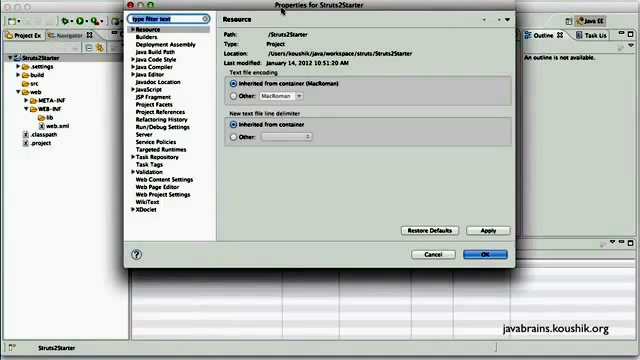 Properties for Struts2Starter
Java EE
Project Ex
Navigator
Outline
Task Lis
An outline is not available.
Struts2Starter
.settings
build
src
web
META-INF
WEB-INF
lib
web.xml
.classpath
.project
type filter text
Resource
Builders
Deployment Assembly
Java Build Path
Java Code Style
Java Compiler
Java Editor
Javadoc Location
JavaScript
JSP Fragment
Project Facets
Project References
Refactoring History
Run/Debug Settings
Server
Service Policies
Targeted Runtimes
Task Repository
Task Tags
Validation
Web Content Settings
Web Page Editor
Web Project Settings
WikiText
XDoclet
Resource
Path: /Struts2Starter
Type: Project
Location: /Users/koushik/java/workspace/struts/Struts2Starter
Last modified: January 14, 2012 10:51:20 AM
Text file encoding
Inherited from container (MacRoman)
Other: MacRoman
New text file line delimiter
Inherited from container
Other:
Restore Defaults
Apply
Cancel
OK
javabrains.koushik.org